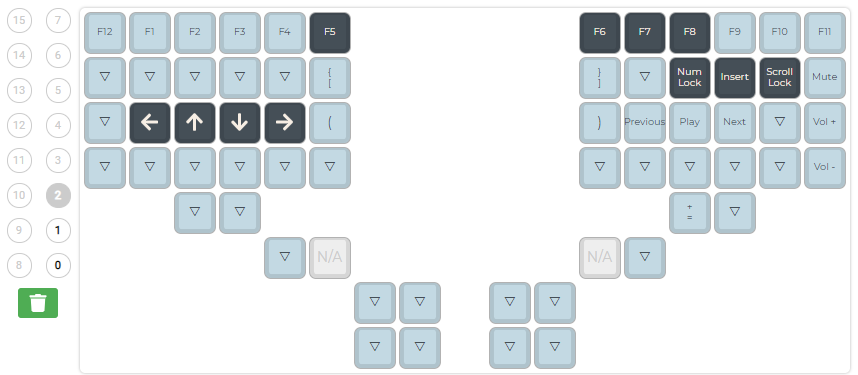 15 7 F12 F1 F2 F3 F4 F5 F6 F7 F8 F9 F10 F11
14 6 ▽ ▽ ▽ ▽ ▽ {
[ }
] ▽ Num
Lock Insert Scroll
Lock Mute
13 5
12 4 ▽ ← ↑ ↓ → ( ) Previous Play Next ▽ Vol +
11 3 ▽ ▽ ▽ ▽ ▽ ▽ ▽ ▽ ▽ ▽ ▽ Vol -
10 2 ▽ ▽ +
= ▽
9 1
8 0 ▽ N/A N/A ▽
▽ ▽ ▽ ▽
▽ ▽ ▽ ▽